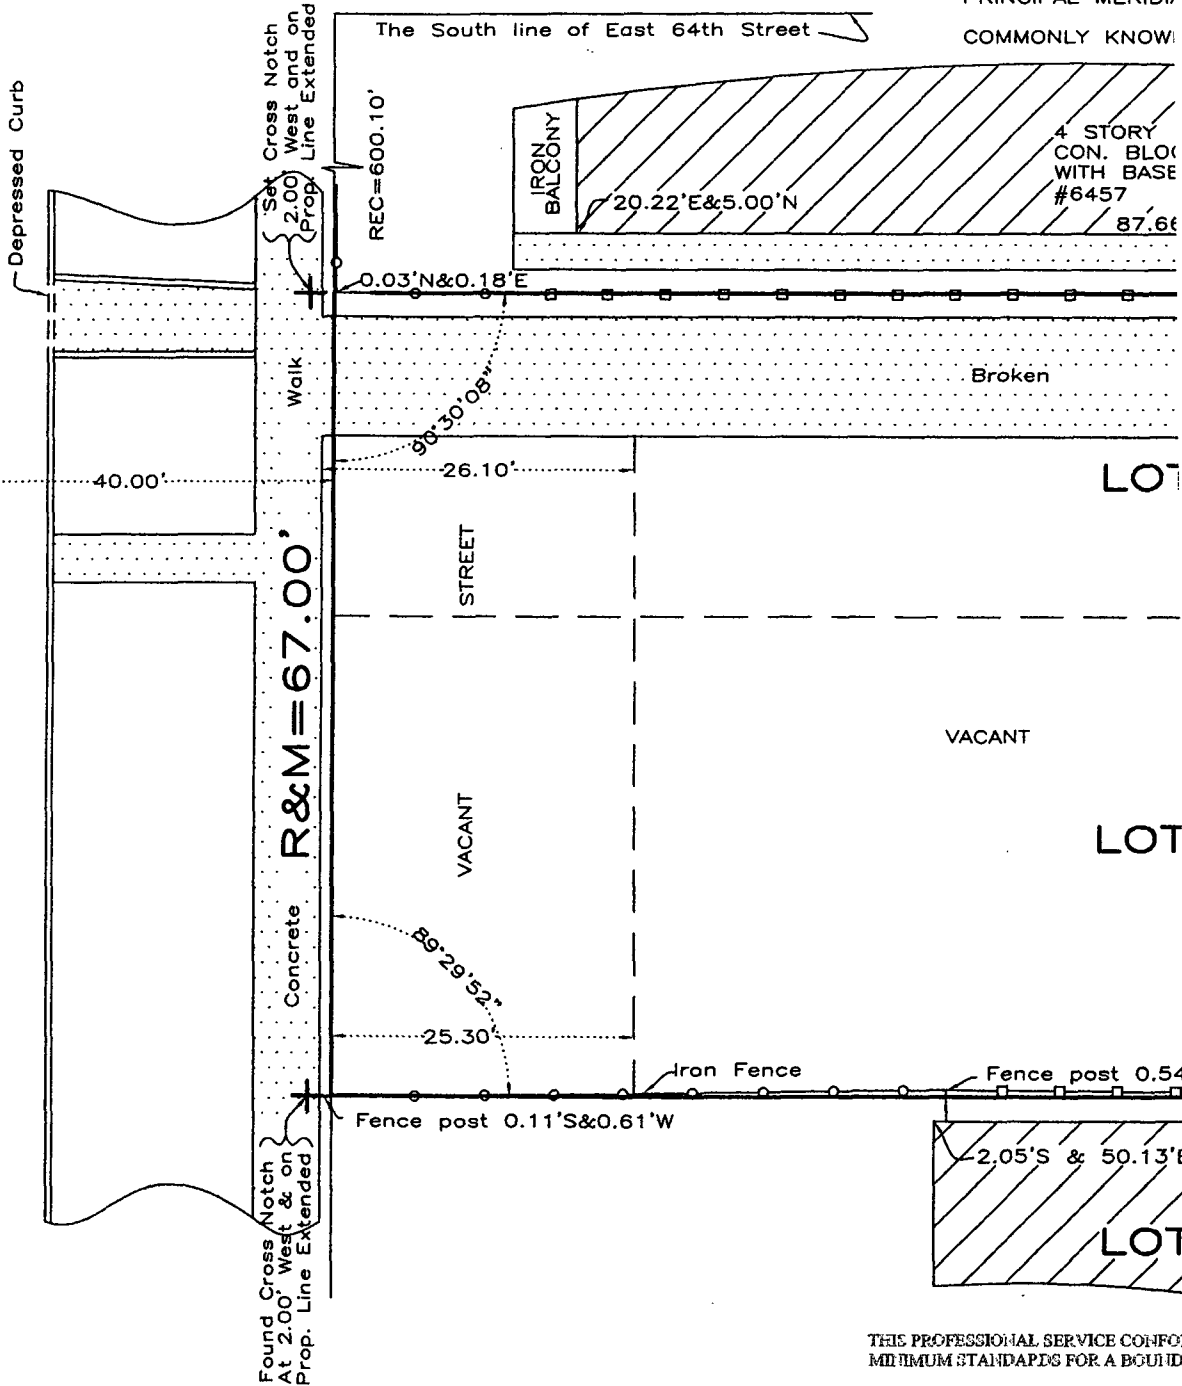 PRINCIPAL MERIDIA
The South line of East 64th Street
COMMONLY KNOW
Depressed Curb
Set Cross Notch
2.00' West and on
Prop. Line Extended
REC=600.10'
IRON
BALCONY
4 STORY
CON. BLOC
WITH BASE
#6457
20.22'E&5.00'N
87.66
0.03'N&0.18'E
Walk
Broken
90°30'08"
40.00'
26.10'
LOT
STREET
R&M=67.00'
VACANT
VACANT
LOT
Concrete
89°29'52"
25.30'
Iron Fence
Fence post 0.54
Fence post 0.11'S&0.61'W
2.05'S & 50.13'E
Found Cross Notch
At 2.00' West & on
Prop. Line Extended
LOT
THIS PROFESSIONAL SERVICE CONFO
MINIMUM STANDARDS FOR A BOUND